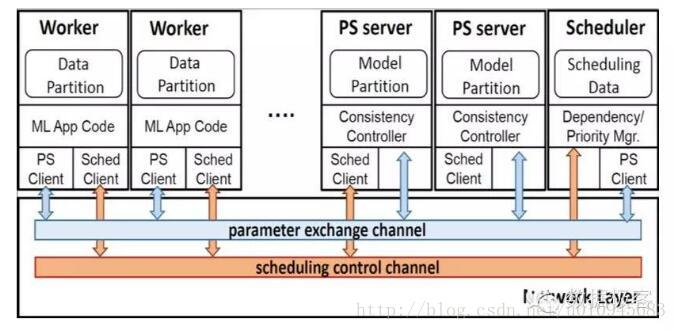 Worker
Worker
PS server
PS server
Scheduler
Data
Partition
Data
Partition
Model
Partition
Model
Partition
Scheduling
Data
....
ML App Code
ML App Code
Consistency
Controller
Consistency
Controller
Dependency/
Priority Mgr.
PS
Client
Sched
Client
PS
Client
Sched
Client
Sched
Client
Sched
Client
PS
Client
parameter exchange channel
scheduling control channel
Network Layer